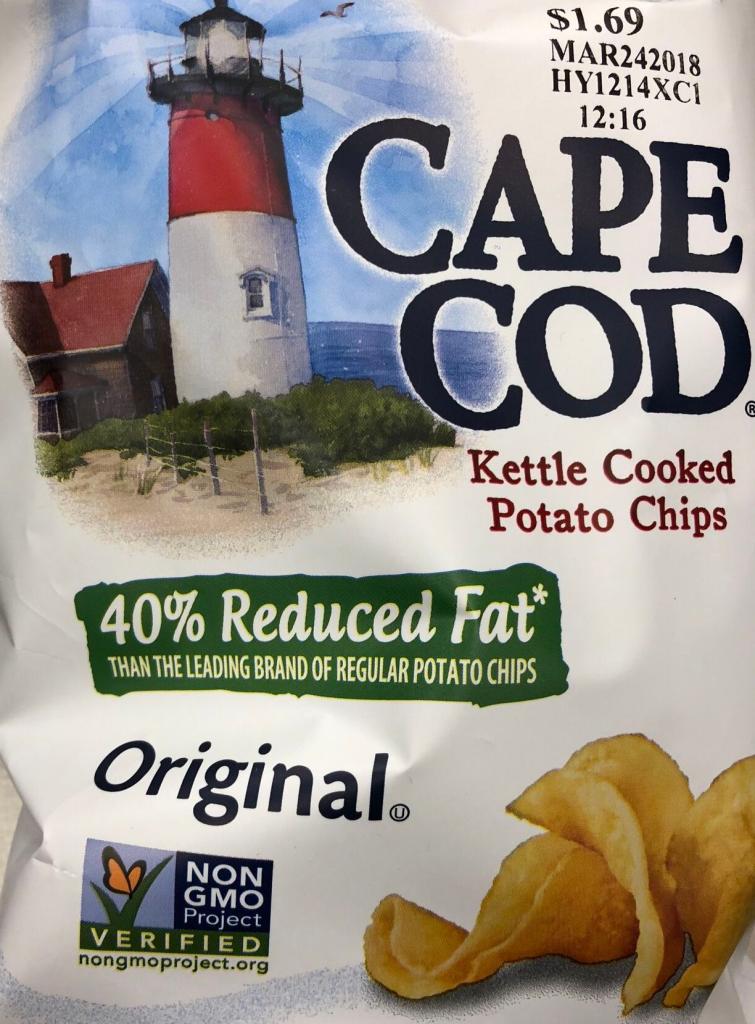 $1.69
MAR242018
HY1214XC1
12:16
CAPE
COD®
Kettle Cooked
Potato Chips
40% Reduced Fat*
THAN THE LEADING BRAND OF REGULAR POTATO CHIPS
Original Ⓤ
NON
GMO
Project
VERIFIED
nongmoproject.org